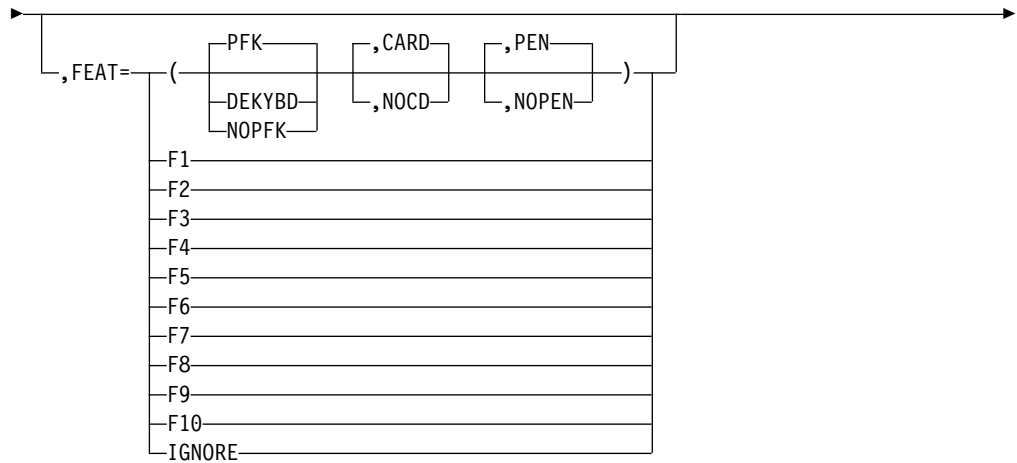 PFK ,CARD ,PEN
,FEAT= ( )
DEKYBD ,NOCD ,NOPEN
NOPFK
F1
F2
F3
F4
F5
F6
F7
F8
F9
F10
IGNORE